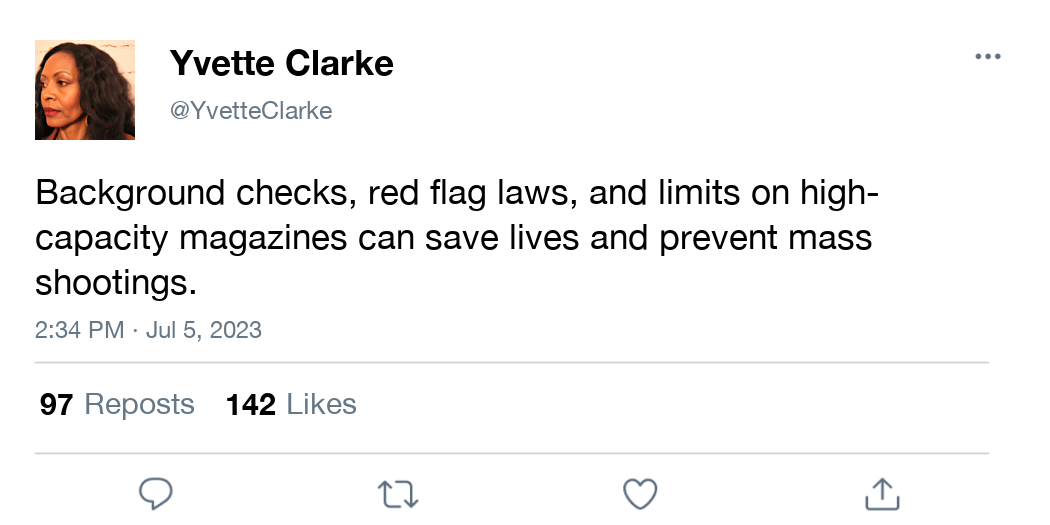 Yvette Clarke
@YvetteClarke
Background checks, red flag laws, and limits on high-
capacity magazines can save lives and prevent mass
shootings.
2:34 PM · Jul 5, 2023
97 Reposts 142 Likes